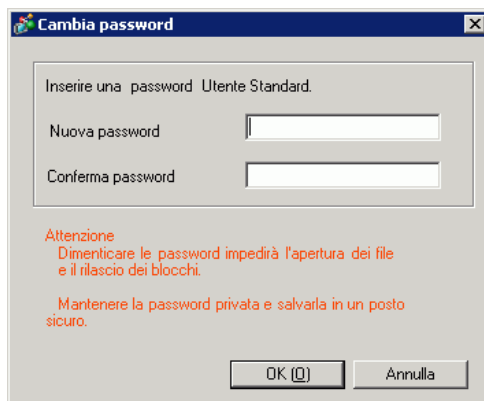 Cambia password
Inserire una password Utente Standard.
Nuova password
Conferma password
Attenzione
Dimenticare le password impedirà l'apertura dei file
e il rilascio dei blocchi.
Mantenere la password privata e salvarla in un posto
sicuro.
OK (O)
Annulla